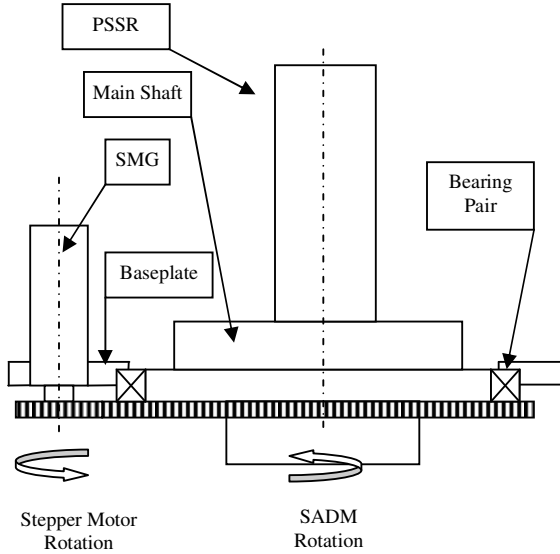 PSSR
Main Shaft
SMG
Bearing
Pair
Baseplate
Stepper Motor
Rotation
SADM
Rotation